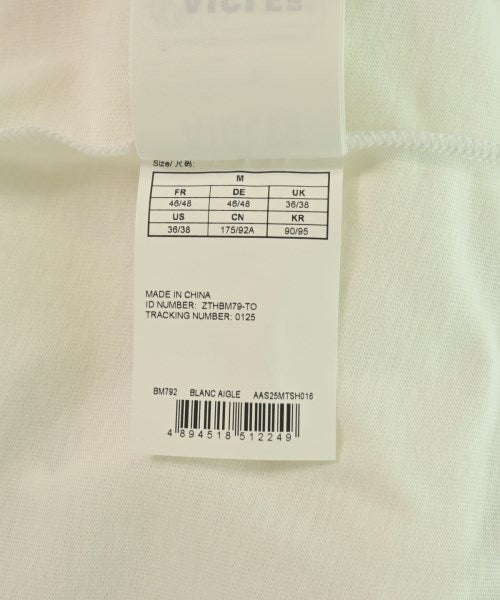 Size/ 尺码:
M
FR DE UK
46/48 46/48 36/38
US CN KR
36/38 175/92A 90/95
MADE IN CHINA
ID NUMBER: ZTHBM79-TO
TRACKING NUMBER: 0125
BM792 BLANC AIGLE AAS25MTSH016
4 894518 512249